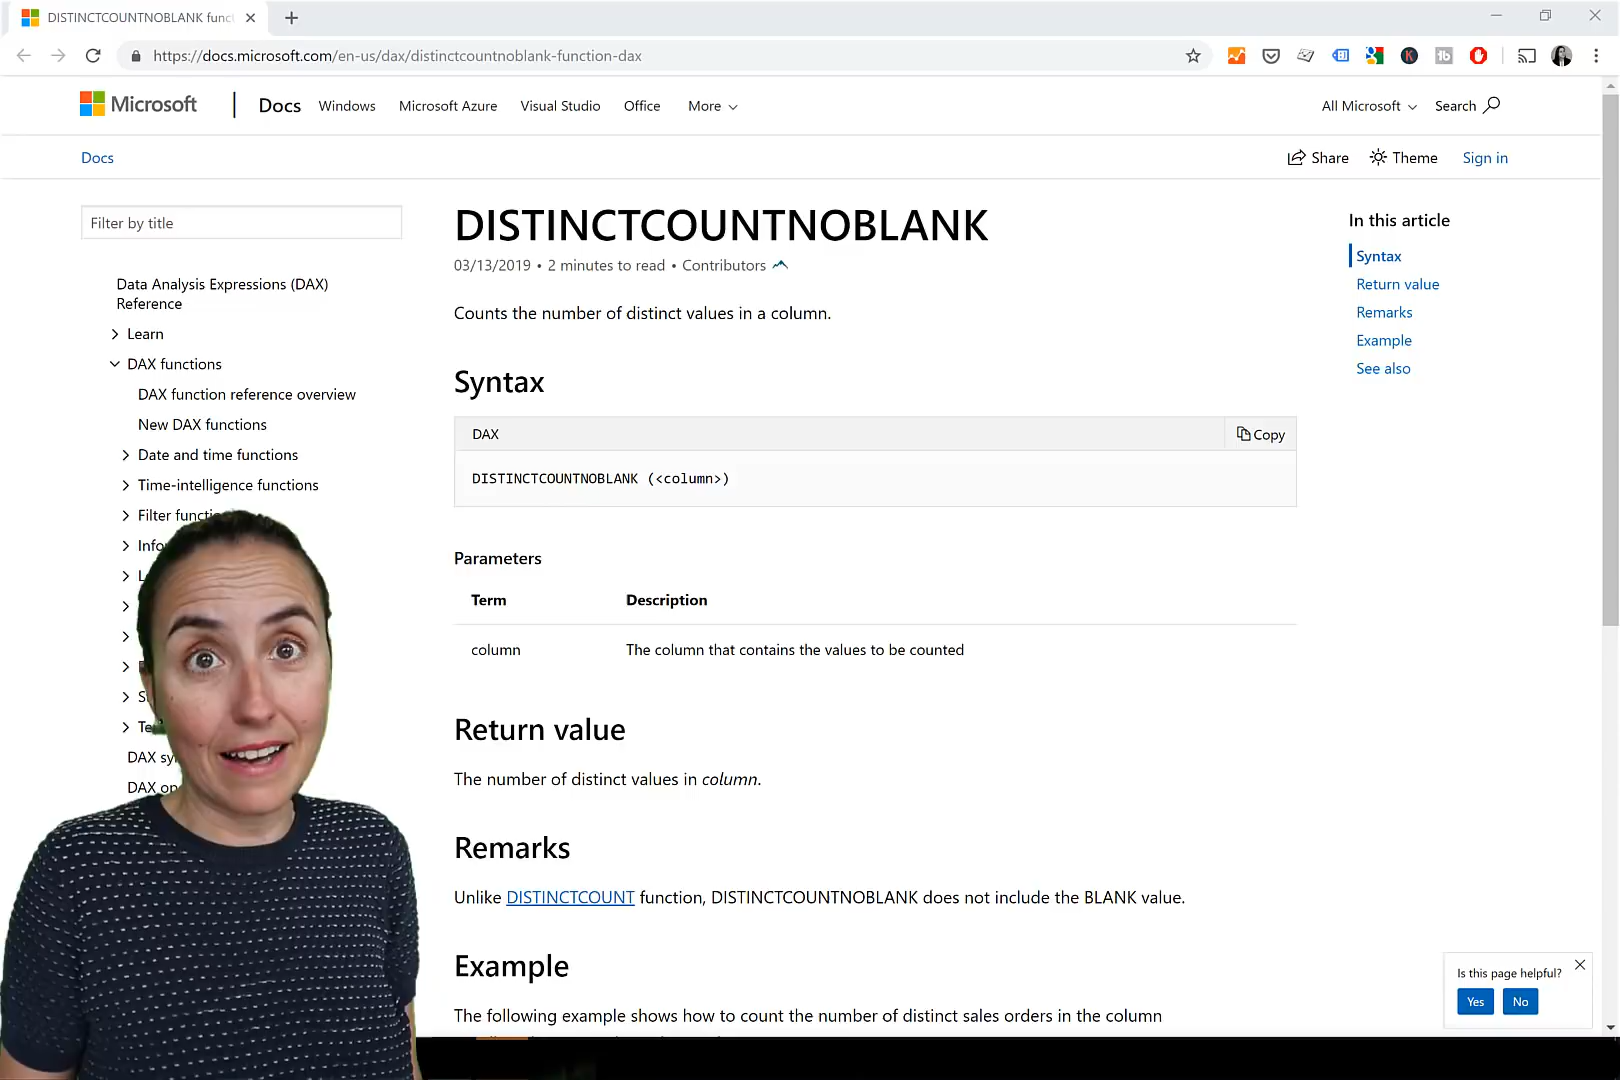 DISTINCTCOUNTNOBLANK func
https://docs.microsoft.com/en-us/dax/distinctcountnoblank-function-dax
Microsoft
Docs
Windows
Microsoft Azure
Visual Studio
Office
More
All Microsoft
Search
Docs
Share
Theme
Sign in
Filter by title
Data Analysis Expressions (DAX)
Reference
Learn
DAX functions
DAX function reference overview
New DAX functions
Date and time functions
Time-intelligence functions
Filter
DAX
DAX
DISTINCTCOUNTNOBLANK
03/13/2019 • 2 minutes to read • Contributors
Counts the number of distinct values in a column.
Syntax
DAX
Copy
DISTINCTCOUNTNOBLANK (<column>)
Parameters
Term Description
column The column that contains the values to be counted
Return value
The number of distinct values in column.
Remarks
Unlike DISTINCTCOUNT function, DISTINCTCOUNTNOBLANK does not include the BLANK value.
Example
The following example shows how to count the number of distinct sales orders in the column
In this article
Syntax
Return value
Remarks
Example
See also
Is this page helpful?
Yes
No